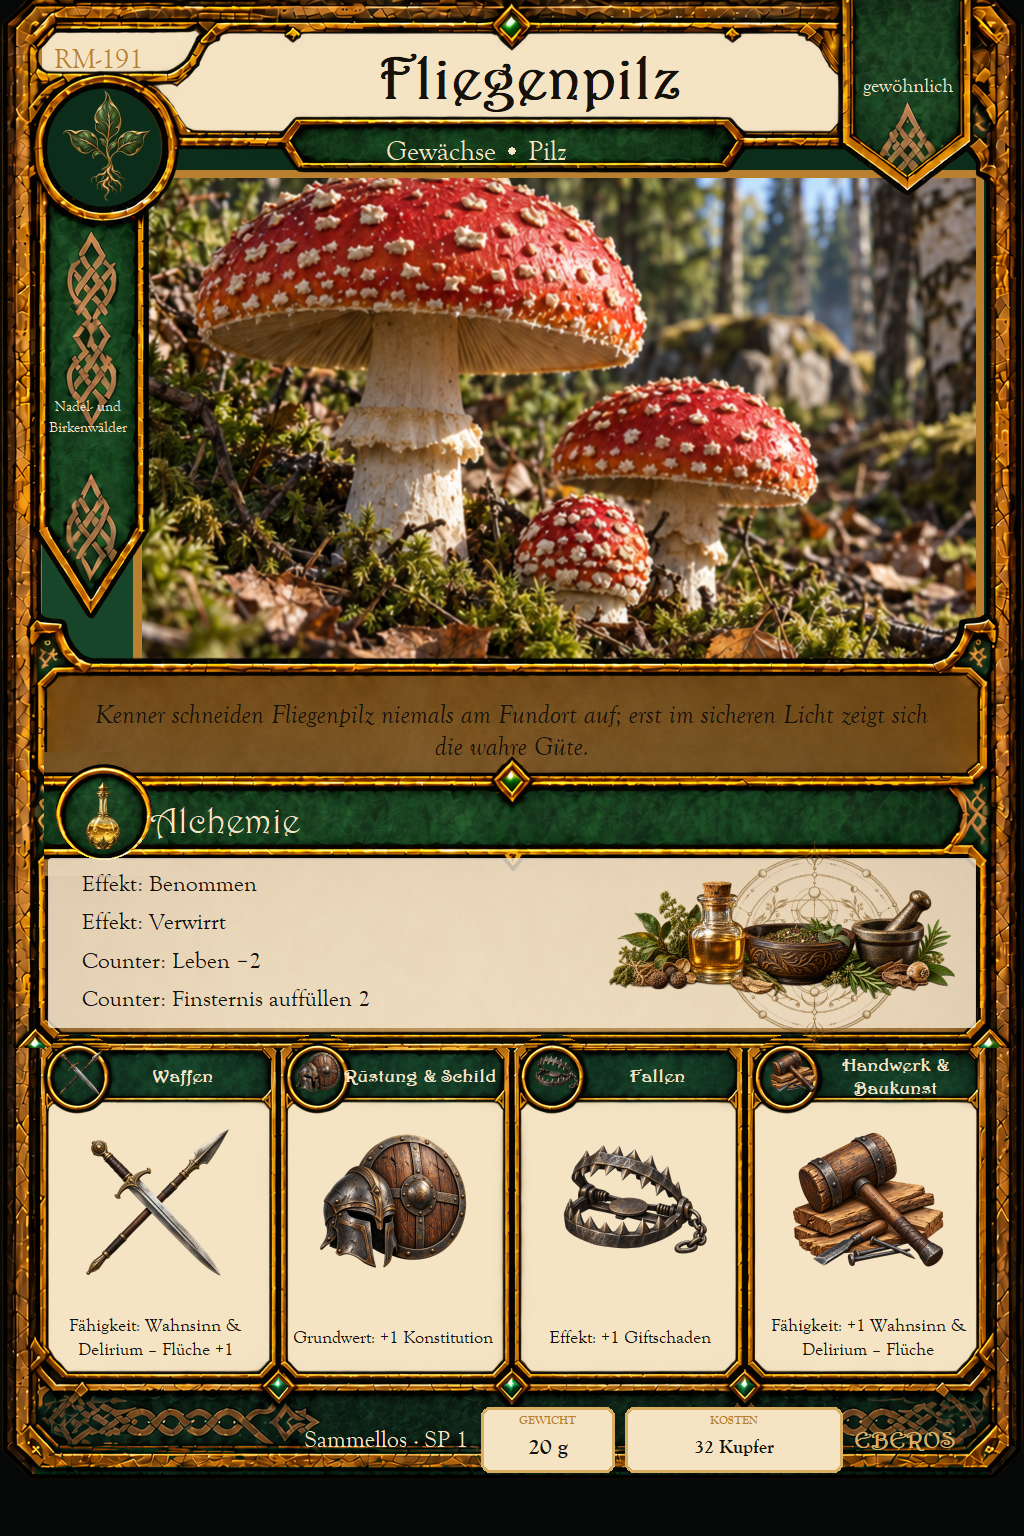 RM-191
Fliegenpilz
gewöhnlich
Gewächse • Pilz
Nadel- und
Birkenwälder
Kenner schneiden Fliegenpilz niemals am Fundort auf; erst im sicheren Licht zeigt sich
die wahre Güte.
Alchemie
Effekt: Benommen
Effekt: Verwirrt
Counter: Leben −2
Counter: Finsternis auffüllen 2
Waffen
Rüstung & Schild
Fallen
Handwerk &
Baukunst
Fähigkeit: Wahnsinn &
Delirium – Flüche +1
Grundwert: +1 Konstitution
Effekt: +1 Giftschaden
Fähigkeit: +1 Wahnsinn &
Delirium – Flüche
Sammellos · SP 1
GEWICHT
20 g
KOSTEN
32 Kupfer
EBEROS